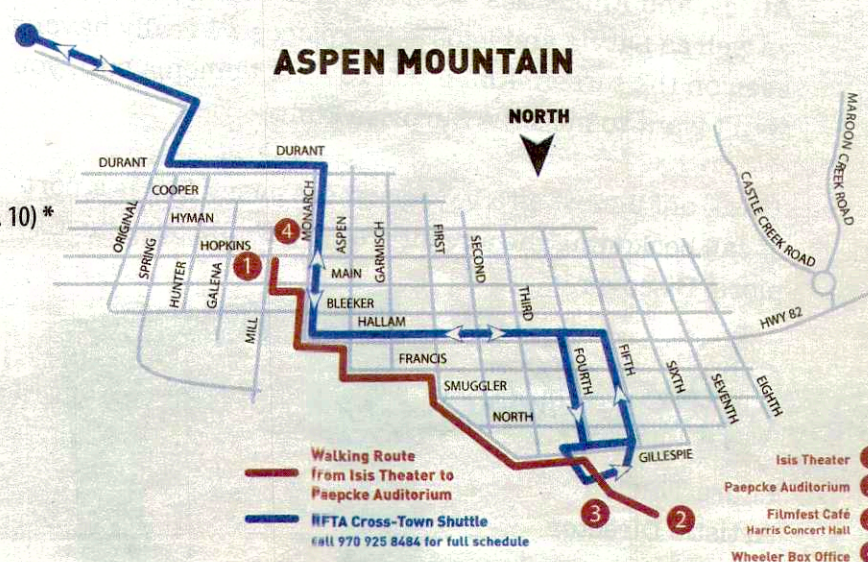 ASPEN MOUNTAIN
NORTH
MAROON CREEK ROAD
CASTLE CREEK ROAD
HWY 82
DURANT
DURANT
COOPER
HYMAN
HOPKINS
10) *
ORIGINAL
SPRING
HUNTER
GALENA
MILL
MONARCH
ASPEN
GARMISCH
FIRST
SECOND
THIRD
FOURTH
FIFTH
SIXTH
SEVENTH
EIGHTH
4
1
MAIN
BLEEKER
HALLAM
FRANCIS
SMUGGLER
NORTH
GILLESPIE
3
2
Walking Route
from Isis Theater to
Paepcke Auditorium
RFTA Cross-Town Shuttle
call 970 925 8484 for full schedule
Isis Theater
Paepcke Auditorium
Filmfest Café
Harris Concert Hall
Wheeler Box Office